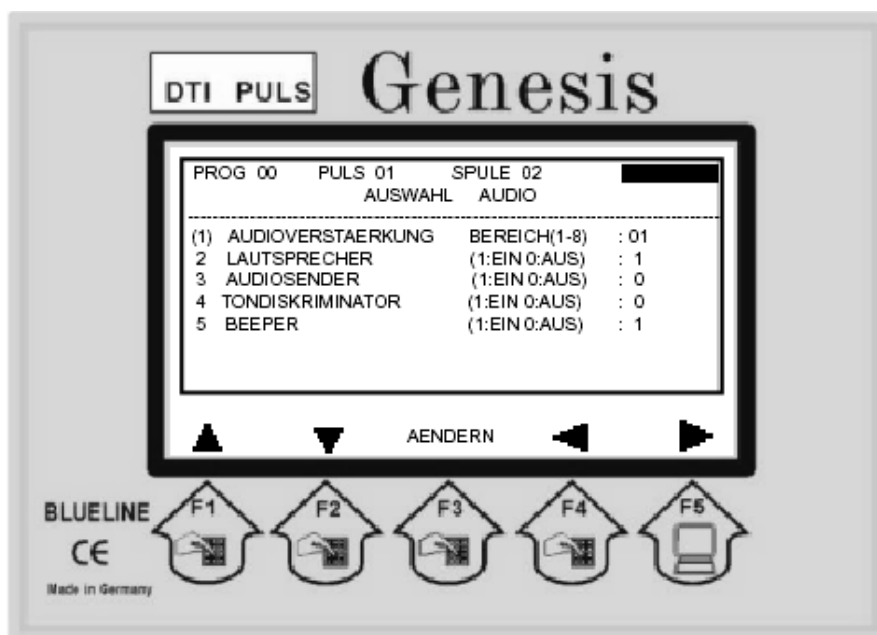 DTI PULS
Genesis
PROG 00 PULS 01 SPULE 02
AUSWAHL AUDIO
(1) AUDIOVERSTAERKUNG BEREICH(1-8) : 01
2 LAUTSPRECHER (1:EIN 0:AUS) : 1
3 AUDIOSENDER (1:EIN 0:AUS) : 0
4 TONDISKRIMINATOR (1:EIN 0:AUS) : 0
5 BEEPER (1:EIN 0:AUS) : 1
AENDERN
F1 F2 F3 F4 F5
BLUELINE
CE
Made in Germany